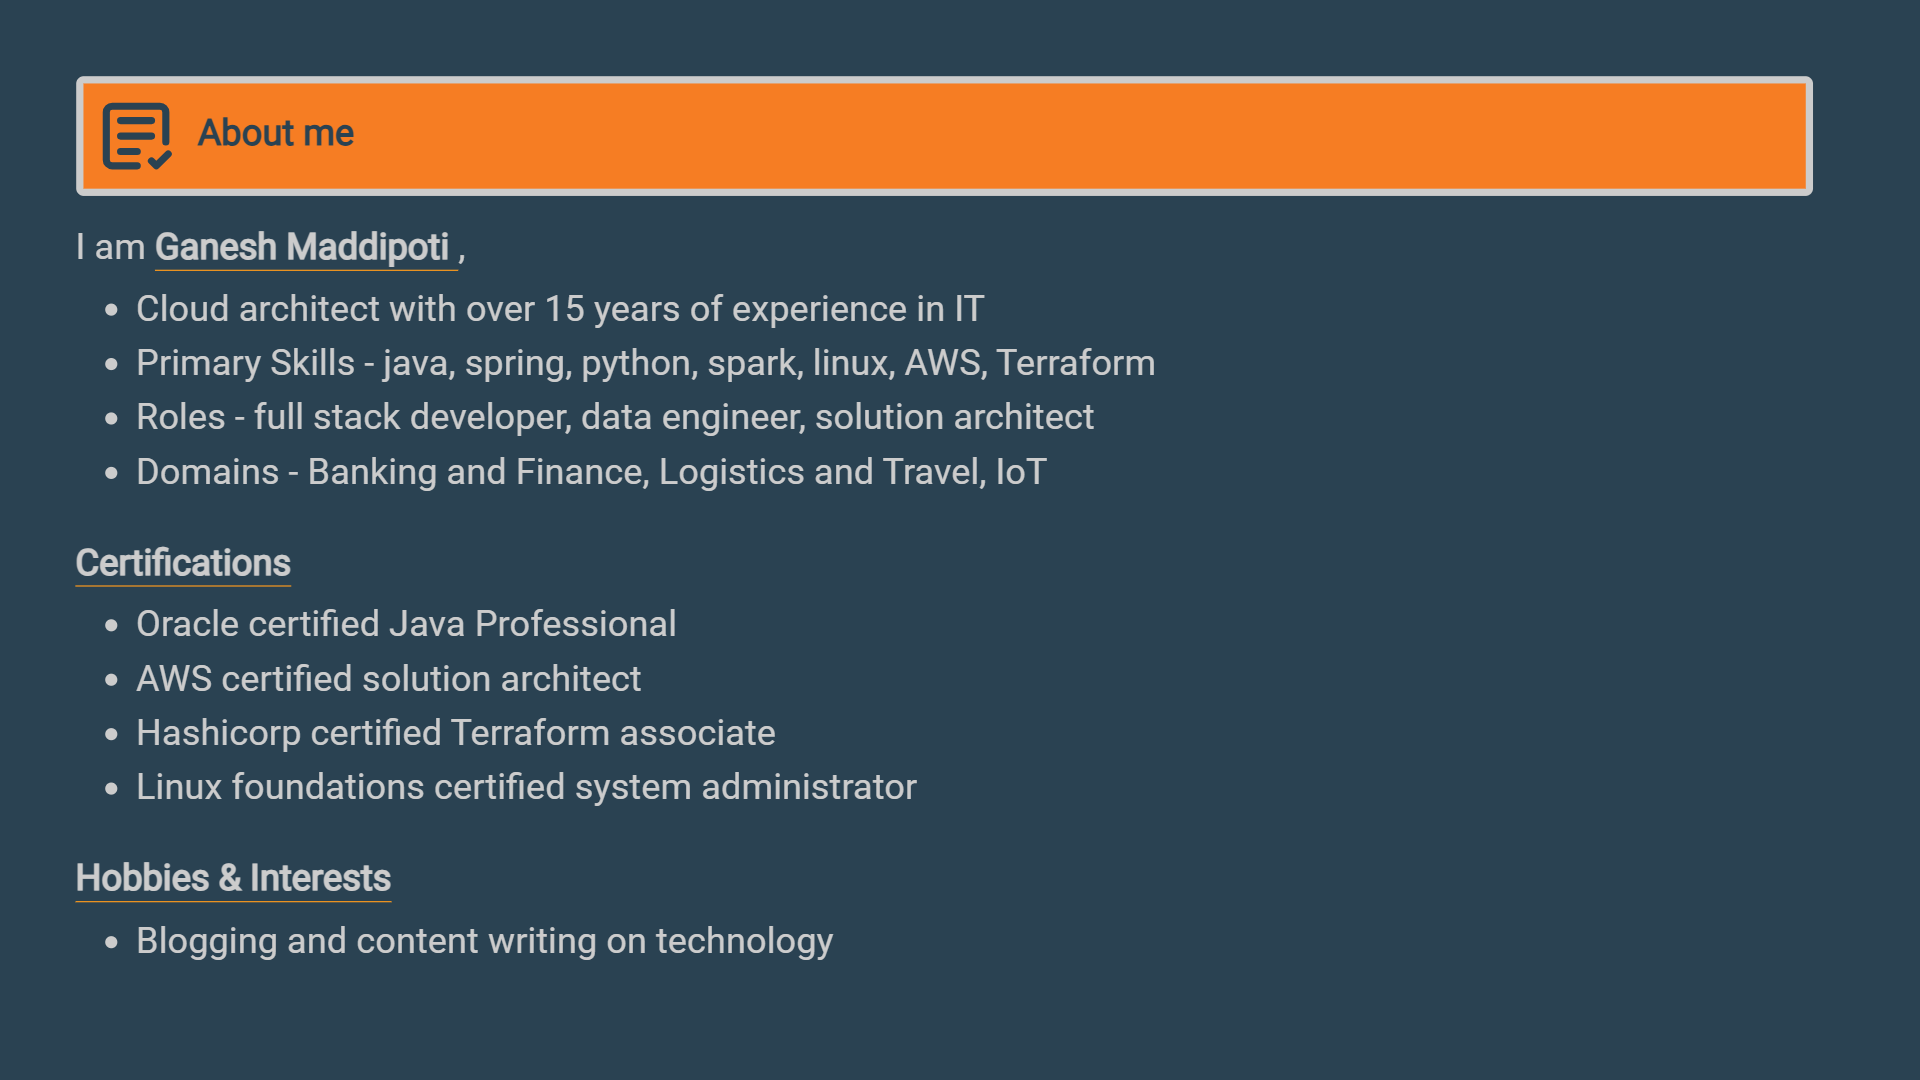 About me
I am Ganesh Maddipoti ,
• Cloud architect with over 15 years of experience in IT
• Primary Skills - java, spring, python, spark, linux, AWS, Terraform
• Roles - full stack developer, data engineer, solution architect
• Domains - Banking and Finance, Logistics and Travel, IoT
Certifications
• Oracle certified Java Professional
• AWS certified solution architect
• Hashicorp certified Terraform associate
• Linux foundations certified system administrator
Hobbies & Interests
• Blogging and content writing on technology